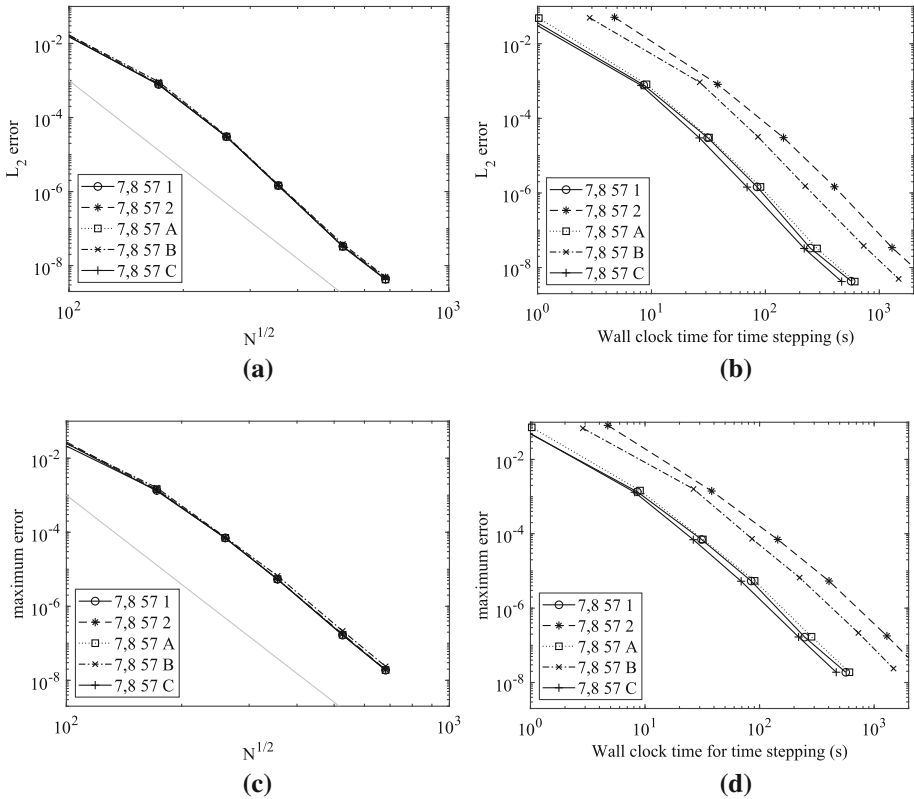 10^-2
10^-4
10^-6
10^-8
L_2 error
7,8 57 1
7,8 57 2
7,8 57 A
7,8 57 B
7,8 57 C
10^2
10^3
N^1/2
(a)
10^-2
10^-4
10^-6
10^-8
L_2 error
7,8 57 1
7,8 57 2
7,8 57 A
7,8 57 B
7,8 57 C
10^0
10^1
10^2
10^3
Wall clock time for time stepping (s)
(b)
10^-2
10^-4
10^-6
10^-8
maximum error
7,8 57 1
7,8 57 2
7,8 57 A
7,8 57 B
7,8 57 C
10^2
10^3
N^1/2
(c)
10^-2
10^-4
10^-6
10^-8
maximum error
7,8 57 1
7,8 57 2
7,8 57 A
7,8 57 B
7,8 57 C
10^0
10^1
10^2
10^3
Wall clock time for time stepping (s)
(d)